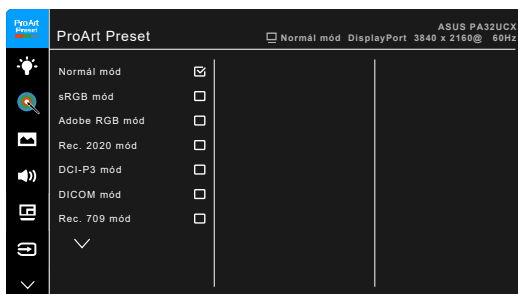 ProArt
Preset
ProArt Preset
ASUS PA32UCX
Normál mód DisplayPort 3840 x 2160@ 60Hz
Normál mód
sRGB mód
Adobe RGB mód
Rec. 2020 mód
DCI-P3 mód
DICOM mód
Rec. 709 mód